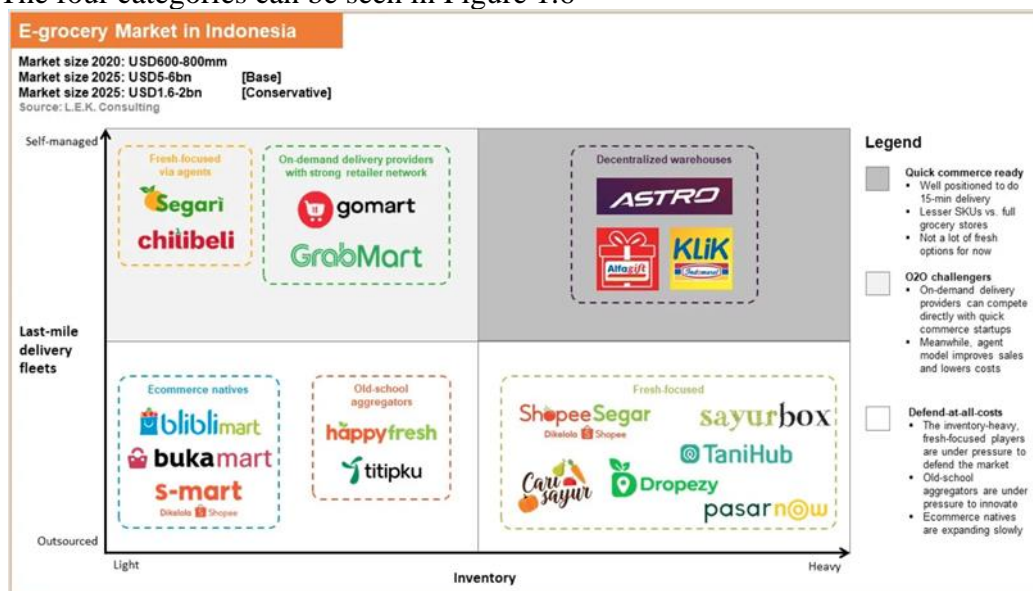 The four categories can be seen in Figure 1.6
E-grocery Market in Indonesia
Market size 2020: USD600-800mm
Market size 2025: USD5-6bn [Base]
Market size 2025: USD1.6-2bn [Conservative]
Source: L.E.K. Consulting
Self-managed
Last-mile
delivery
fleets
Outsourced
Fresh-focused
via agents
Segari
chilibeli
On-demand delivery providers
with strong retailer network
gomart
GrabMart
Decentralized warehouses
ASTRO
Alfagift
KLIK
Indomaret
Ecommerce natives
bliblimart
bukamart
s-mart
Dikelola Shopee
Old-school
aggregators
happyfresh
titipku
Fresh-focused
ShopeeSegar
Dikelola Shopee
sayurbox
TaniHub
Cari
sayur
Dropezy
pasarnow
Light
Inventory
Heavy
Legend
Quick commerce ready
▪ Well positioned to do
15-min delivery
▪ Lesser SKUs vs. full
grocery stores
▪ Not a lot of fresh
options for now
O2O challengers
▪ On-demand delivery
providers can compete
directly with quick
commerce startups
▪ Meanwhile, agent
model improves sales
and lowers costs
Defend-at-all-costs
▪ The inventory-heavy,
fresh-focused players
are under pressure to
defend the market
▪ Old-school
aggregators are under
pressure to innovate
▪ Ecommerce natives
are expanding slowly